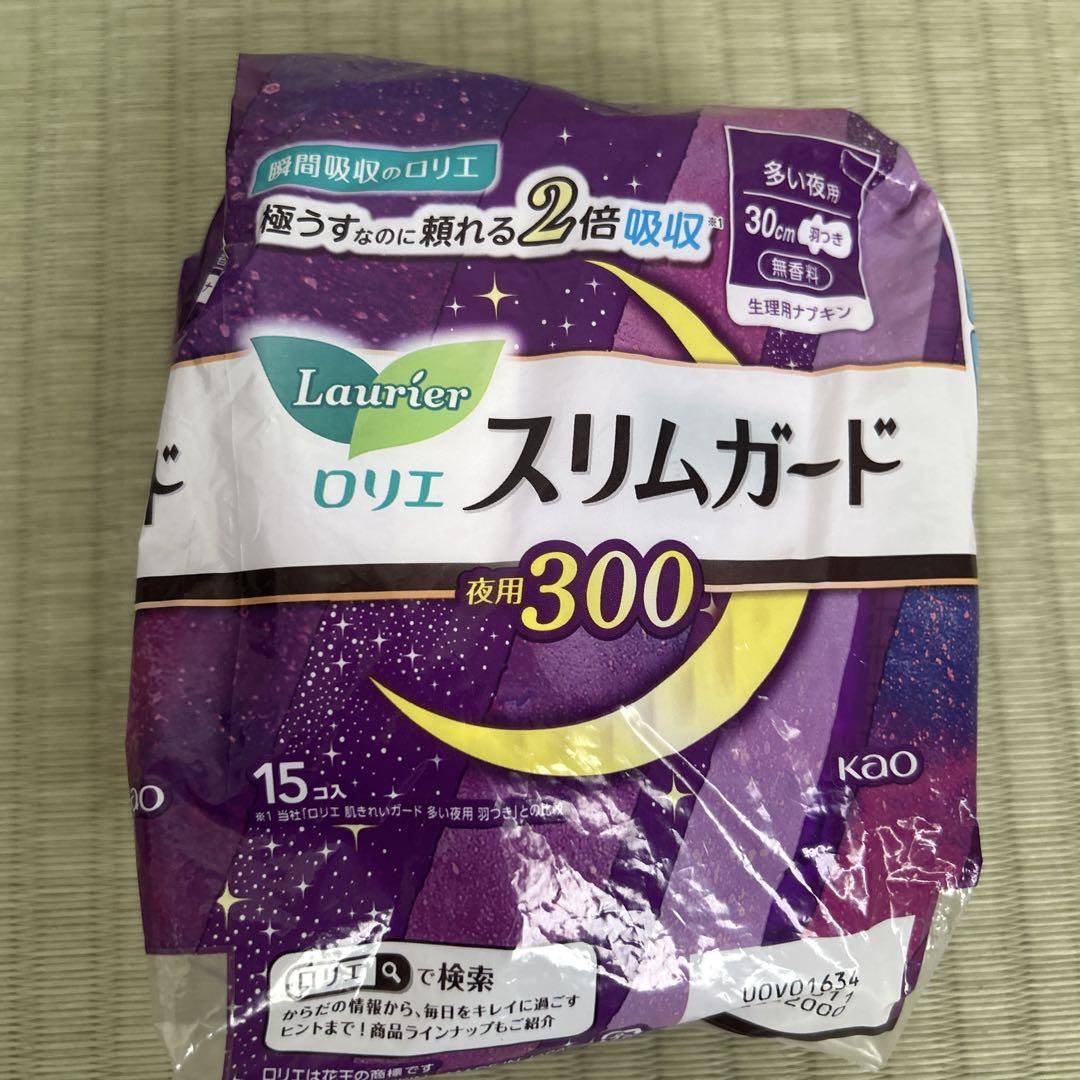 瞬間吸収のロリエ
極うすなのに頼れる2倍吸収※1
多い夜用
30cm 羽つき
無香料
生理用ナプキン
Laurier
ロリエ スリムガード
夜用300
15コ入
※1 当社「ロリエ 肌きれいガード 多い夜用 羽つき」との比較
Kao
ロリエ で検索
からだの情報から、毎日をキレイに過ごす
ヒントまで！商品ラインナップもご紹介
ロリエは花王の商標です
U0V01634
2000